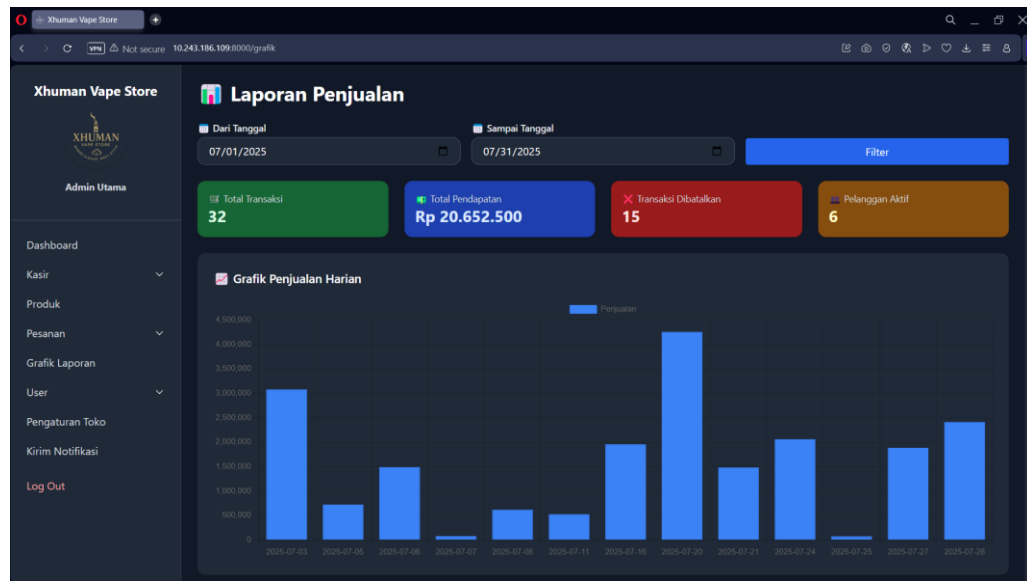 Xhuman Vape Store
VPN Not secure 10.243.186.109:8000/grafik
Xhuman Vape Store
XHUMAN
VAPE STORE
Admin Utama
Dashboard
Kasir
Produk
Pesanan
Grafik Laporan
User
Pengaturan Toko
Kirim Notifikasi
Log Out
Laporan Penjualan
Dari Tanggal
07/01/2025
Sampai Tanggal
07/31/2025
Filter
Total Transaksi
32
Total Pendapatan
Rp 20.652.500
Transaksi Dibatalkan
15
Pelanggan Aktif
6
Grafik Penjualan Harian
Penjualan
4,500,000
4,000,000
3,500,000
3,000,000
2,500,000
2,000,000
1,500,000
1,000,000
500,000
0
2025-07-03 2025-07-05 2025-07-06 2025-07-07 2025-07-08 2025-07-11 2025-07-16 2025-07-20 2025-07-21 2025-07-24 2025-07-25 2025-07-27 2025-07-28